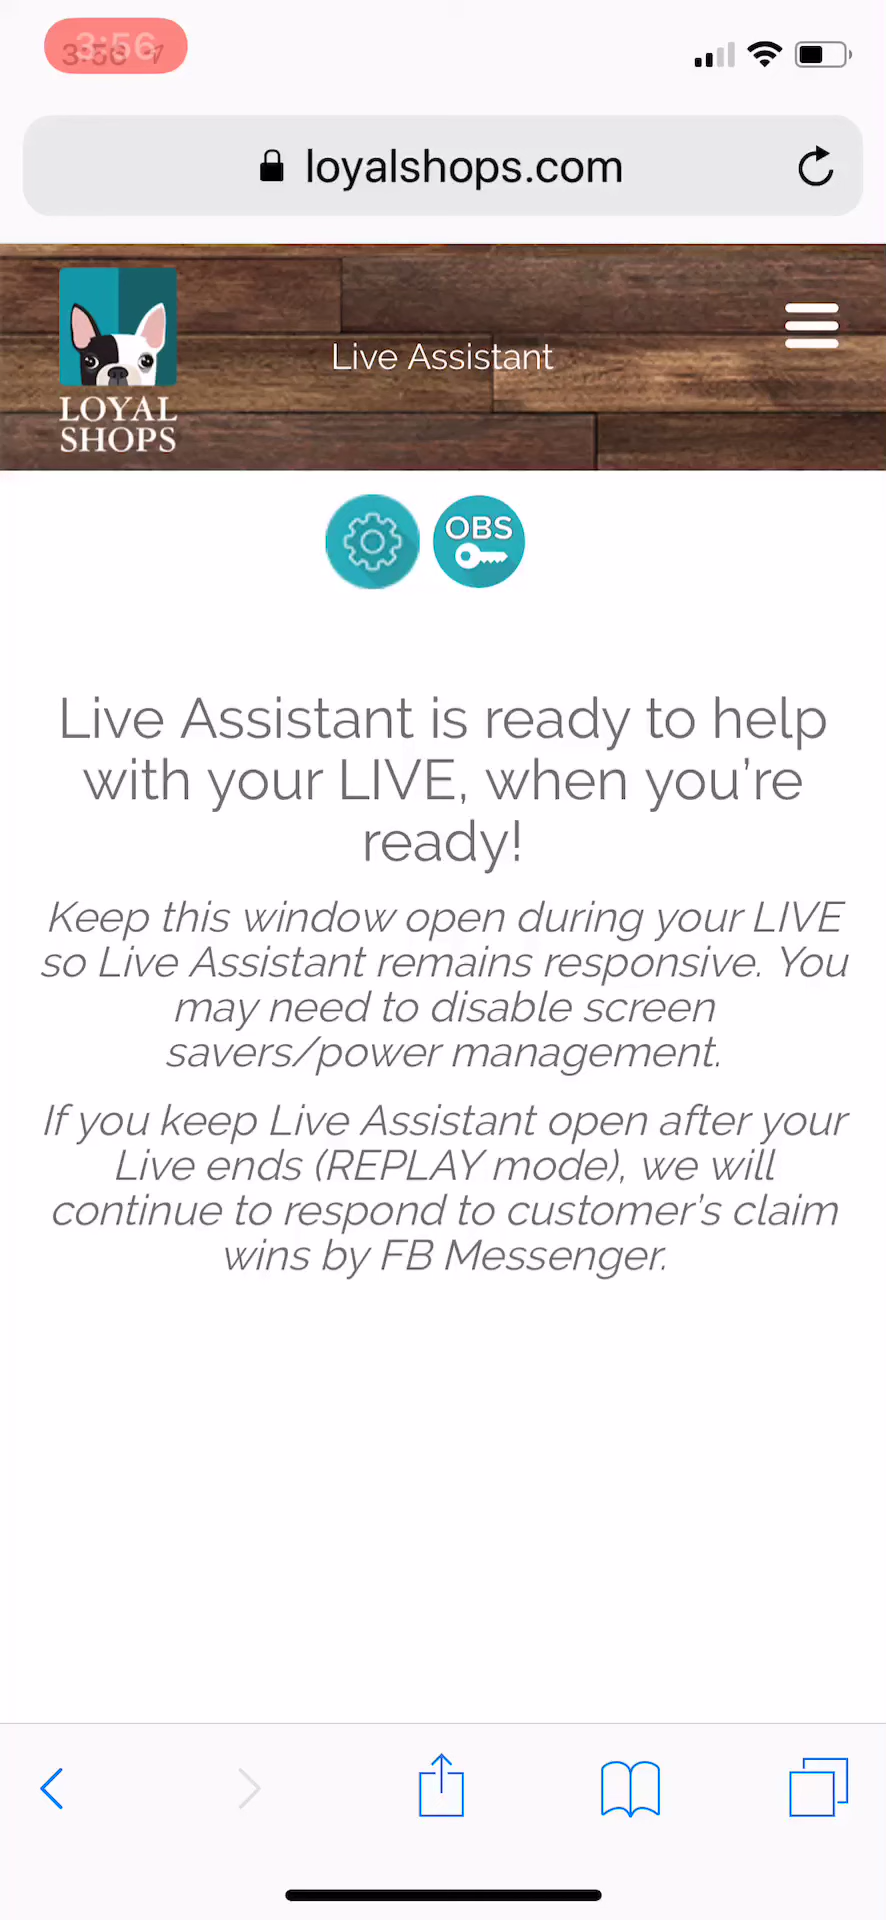 3:56
loyalshops.com
LOYAL
SHOPS
Live Assistant
OBS
Live Assistant is ready to help
with your LIVE, when you’re
ready!
Keep this window open during your LIVE
so Live Assistant remains responsive. You
may need to disable screen
savers/power management.
If you keep Live Assistant open after your
Live ends (REPLAY mode), we will
continue to respond to customer’s claim
wins by FB Messenger.